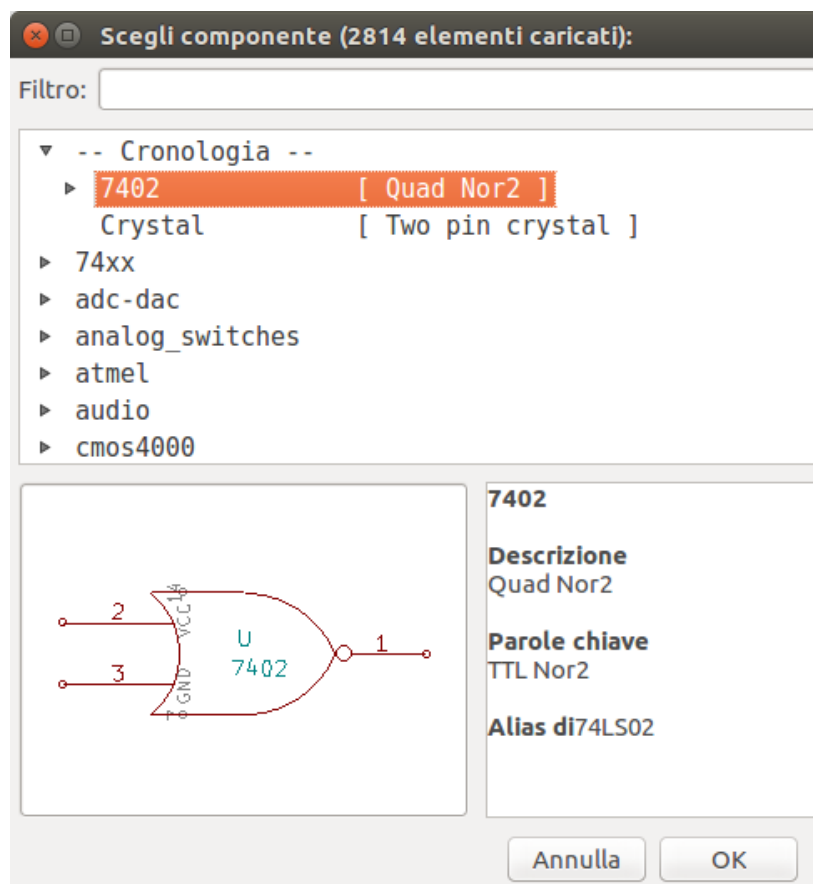 Scegli componente (2814 elementi caricati):
Filtro:
-- Cronologia --
7402 [ Quad Nor2 ]
Crystal [ Two pin crystal ]
74xx
adc-dac
analog_switches
atmel
audio
cmos4000
2
3
VCC
14
GND
7
U
7402
1
7402
Descrizione
Quad Nor2
Parole chiave
TTL Nor2
Alias di74LS02
Annulla
OK